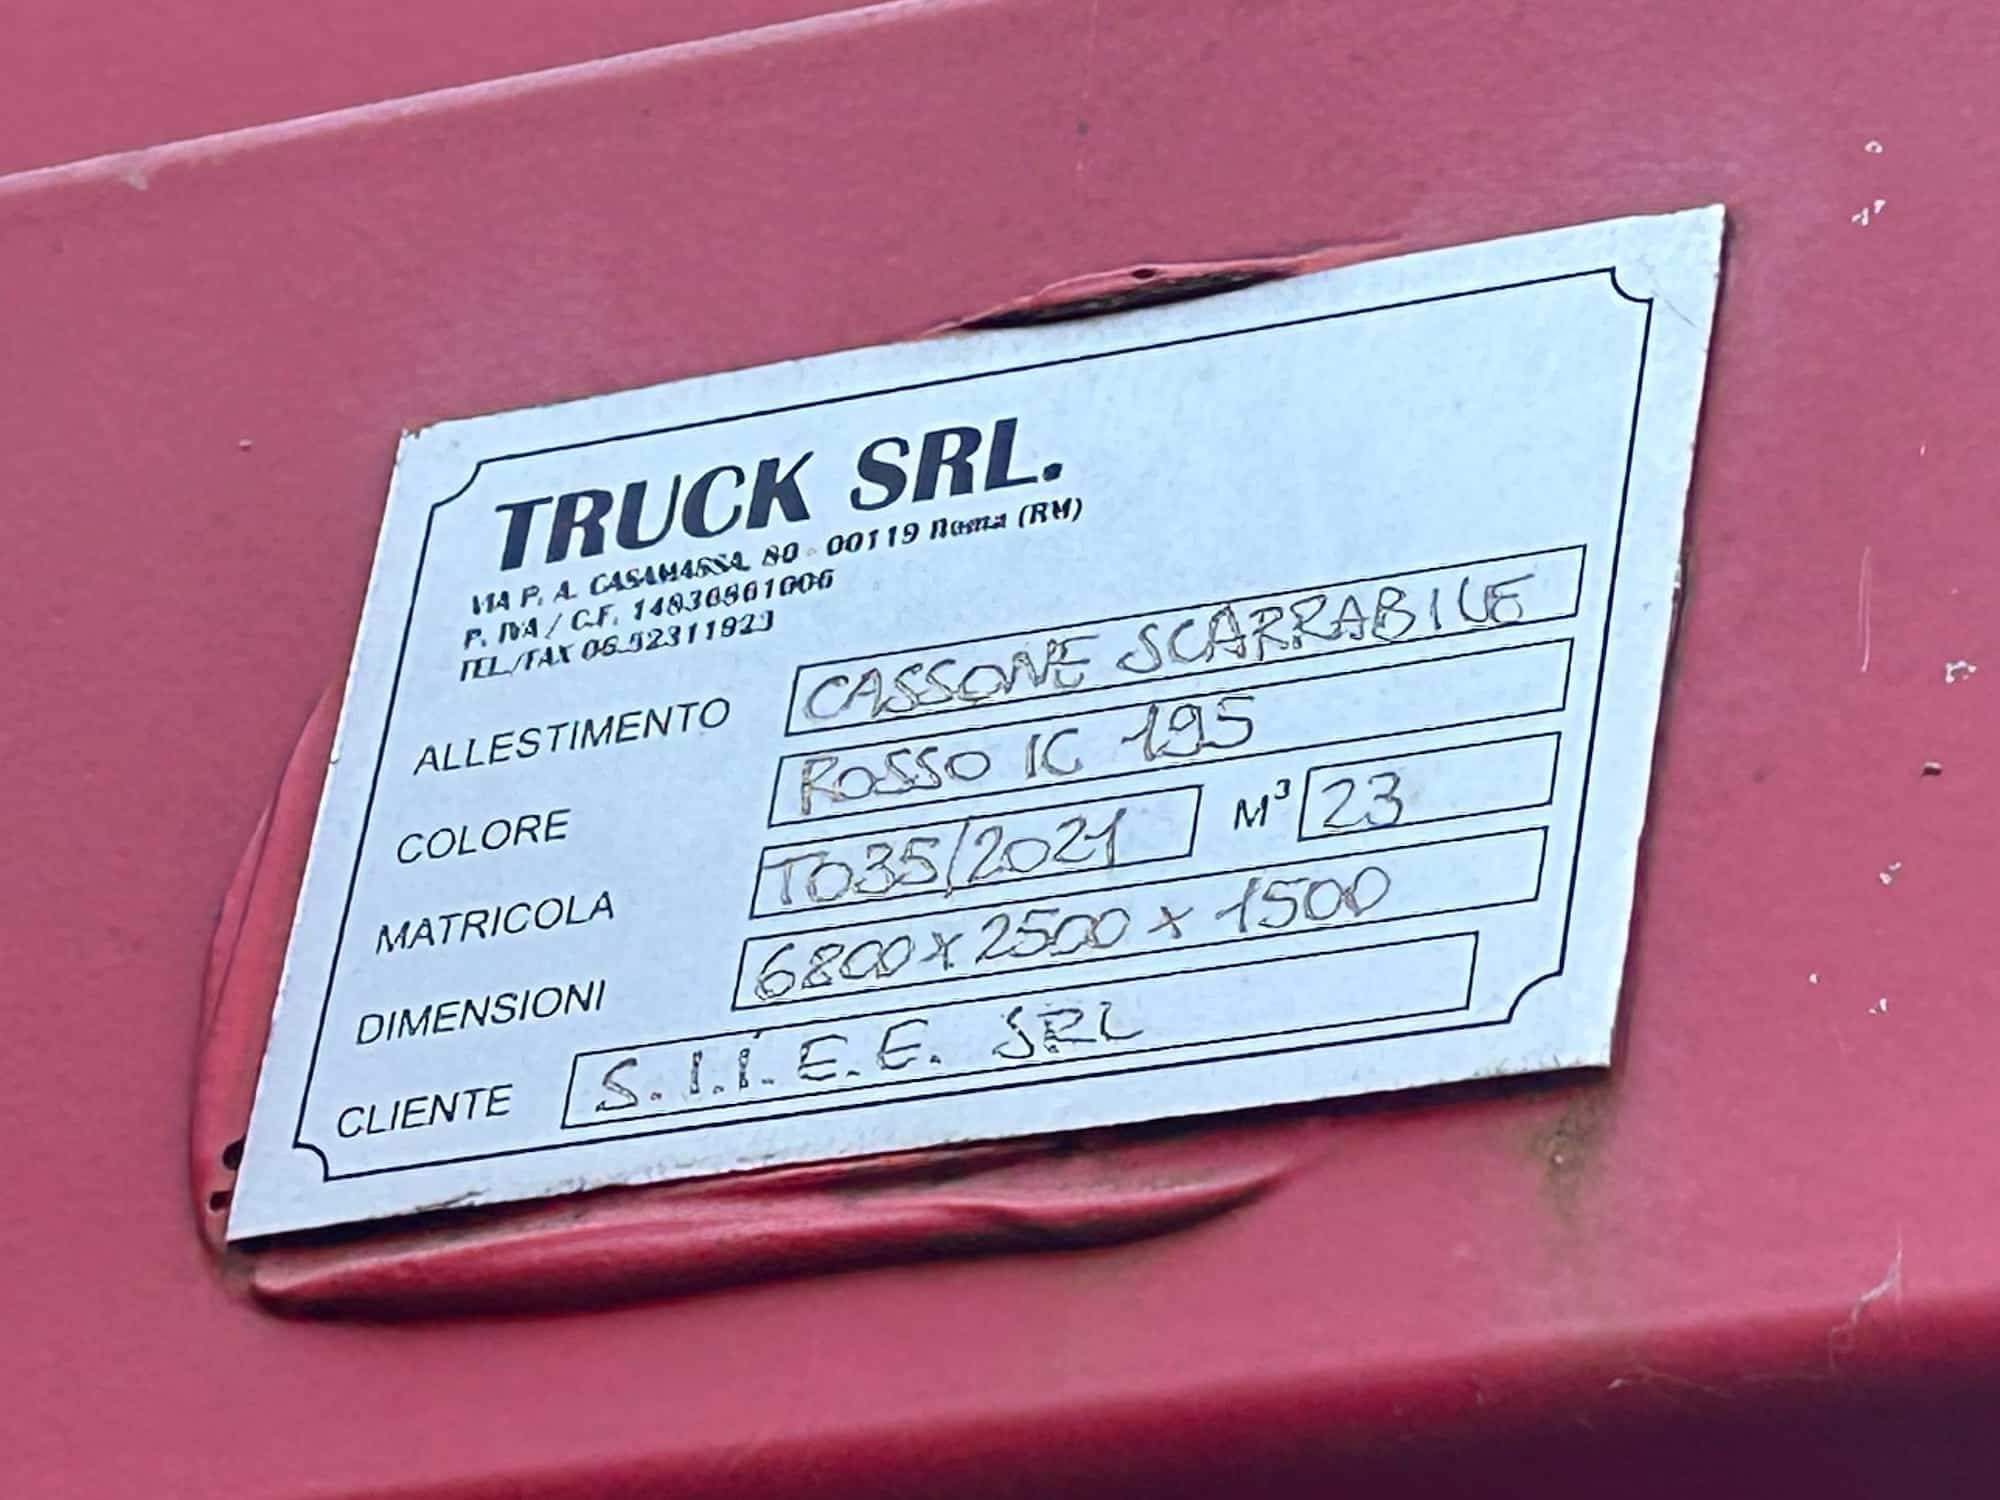 TRUCK SRL.
VIA P. A. CASAMASSA, 80 - 00119 Roma (RM)
P. IVA / C.F. 14830801006
TEL./FAX 06.52311923
ALLESTIMENTO CASSONE SCARRABILE
COLORE ROSSO IC 195
MATRICOLA TO35/2021 M³ 23
DIMENSIONI 6800 x 2500 x 1500
CLIENTE S.I.I.E.E. SRL